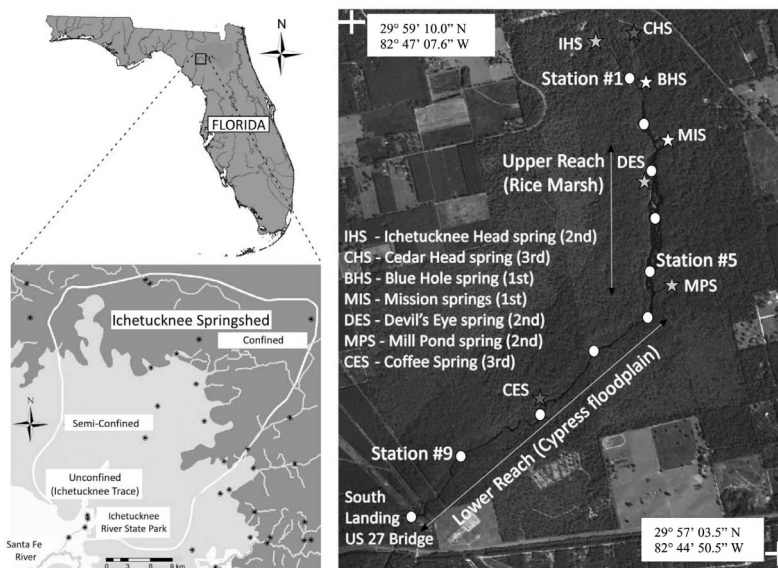 N
FLORIDA
Ichetucknee Springshed
Confined
N
Semi-Confined
Unconfined
(Ichetucknee Trace)
Ichetucknee
River State Park
Santa Fe
River
0 3 6 9 km
29° 59’ 10.0” N
82° 47’ 07.6” W
IHS
CHS
N
Station #1
BHS
MIS
Upper Reach
(Rice Marsh)
DES
IHS - Ichetucknee Head spring (2nd)
CHS - Cedar Head spring (3rd)
BHS - Blue Hole spring (1st)
MIS - Mission springs (1st)
DES - Devil’s Eye spring (2nd)
MPS - Mill Pond spring (2nd)
CES - Coffee Spring (3rd)
Station #5
MPS
CES
Lower Reach (Cypress floodplain)
Station #9
South
Landing
US 27 Bridge
29° 57’ 03.5” N
82° 44’ 50.5” W